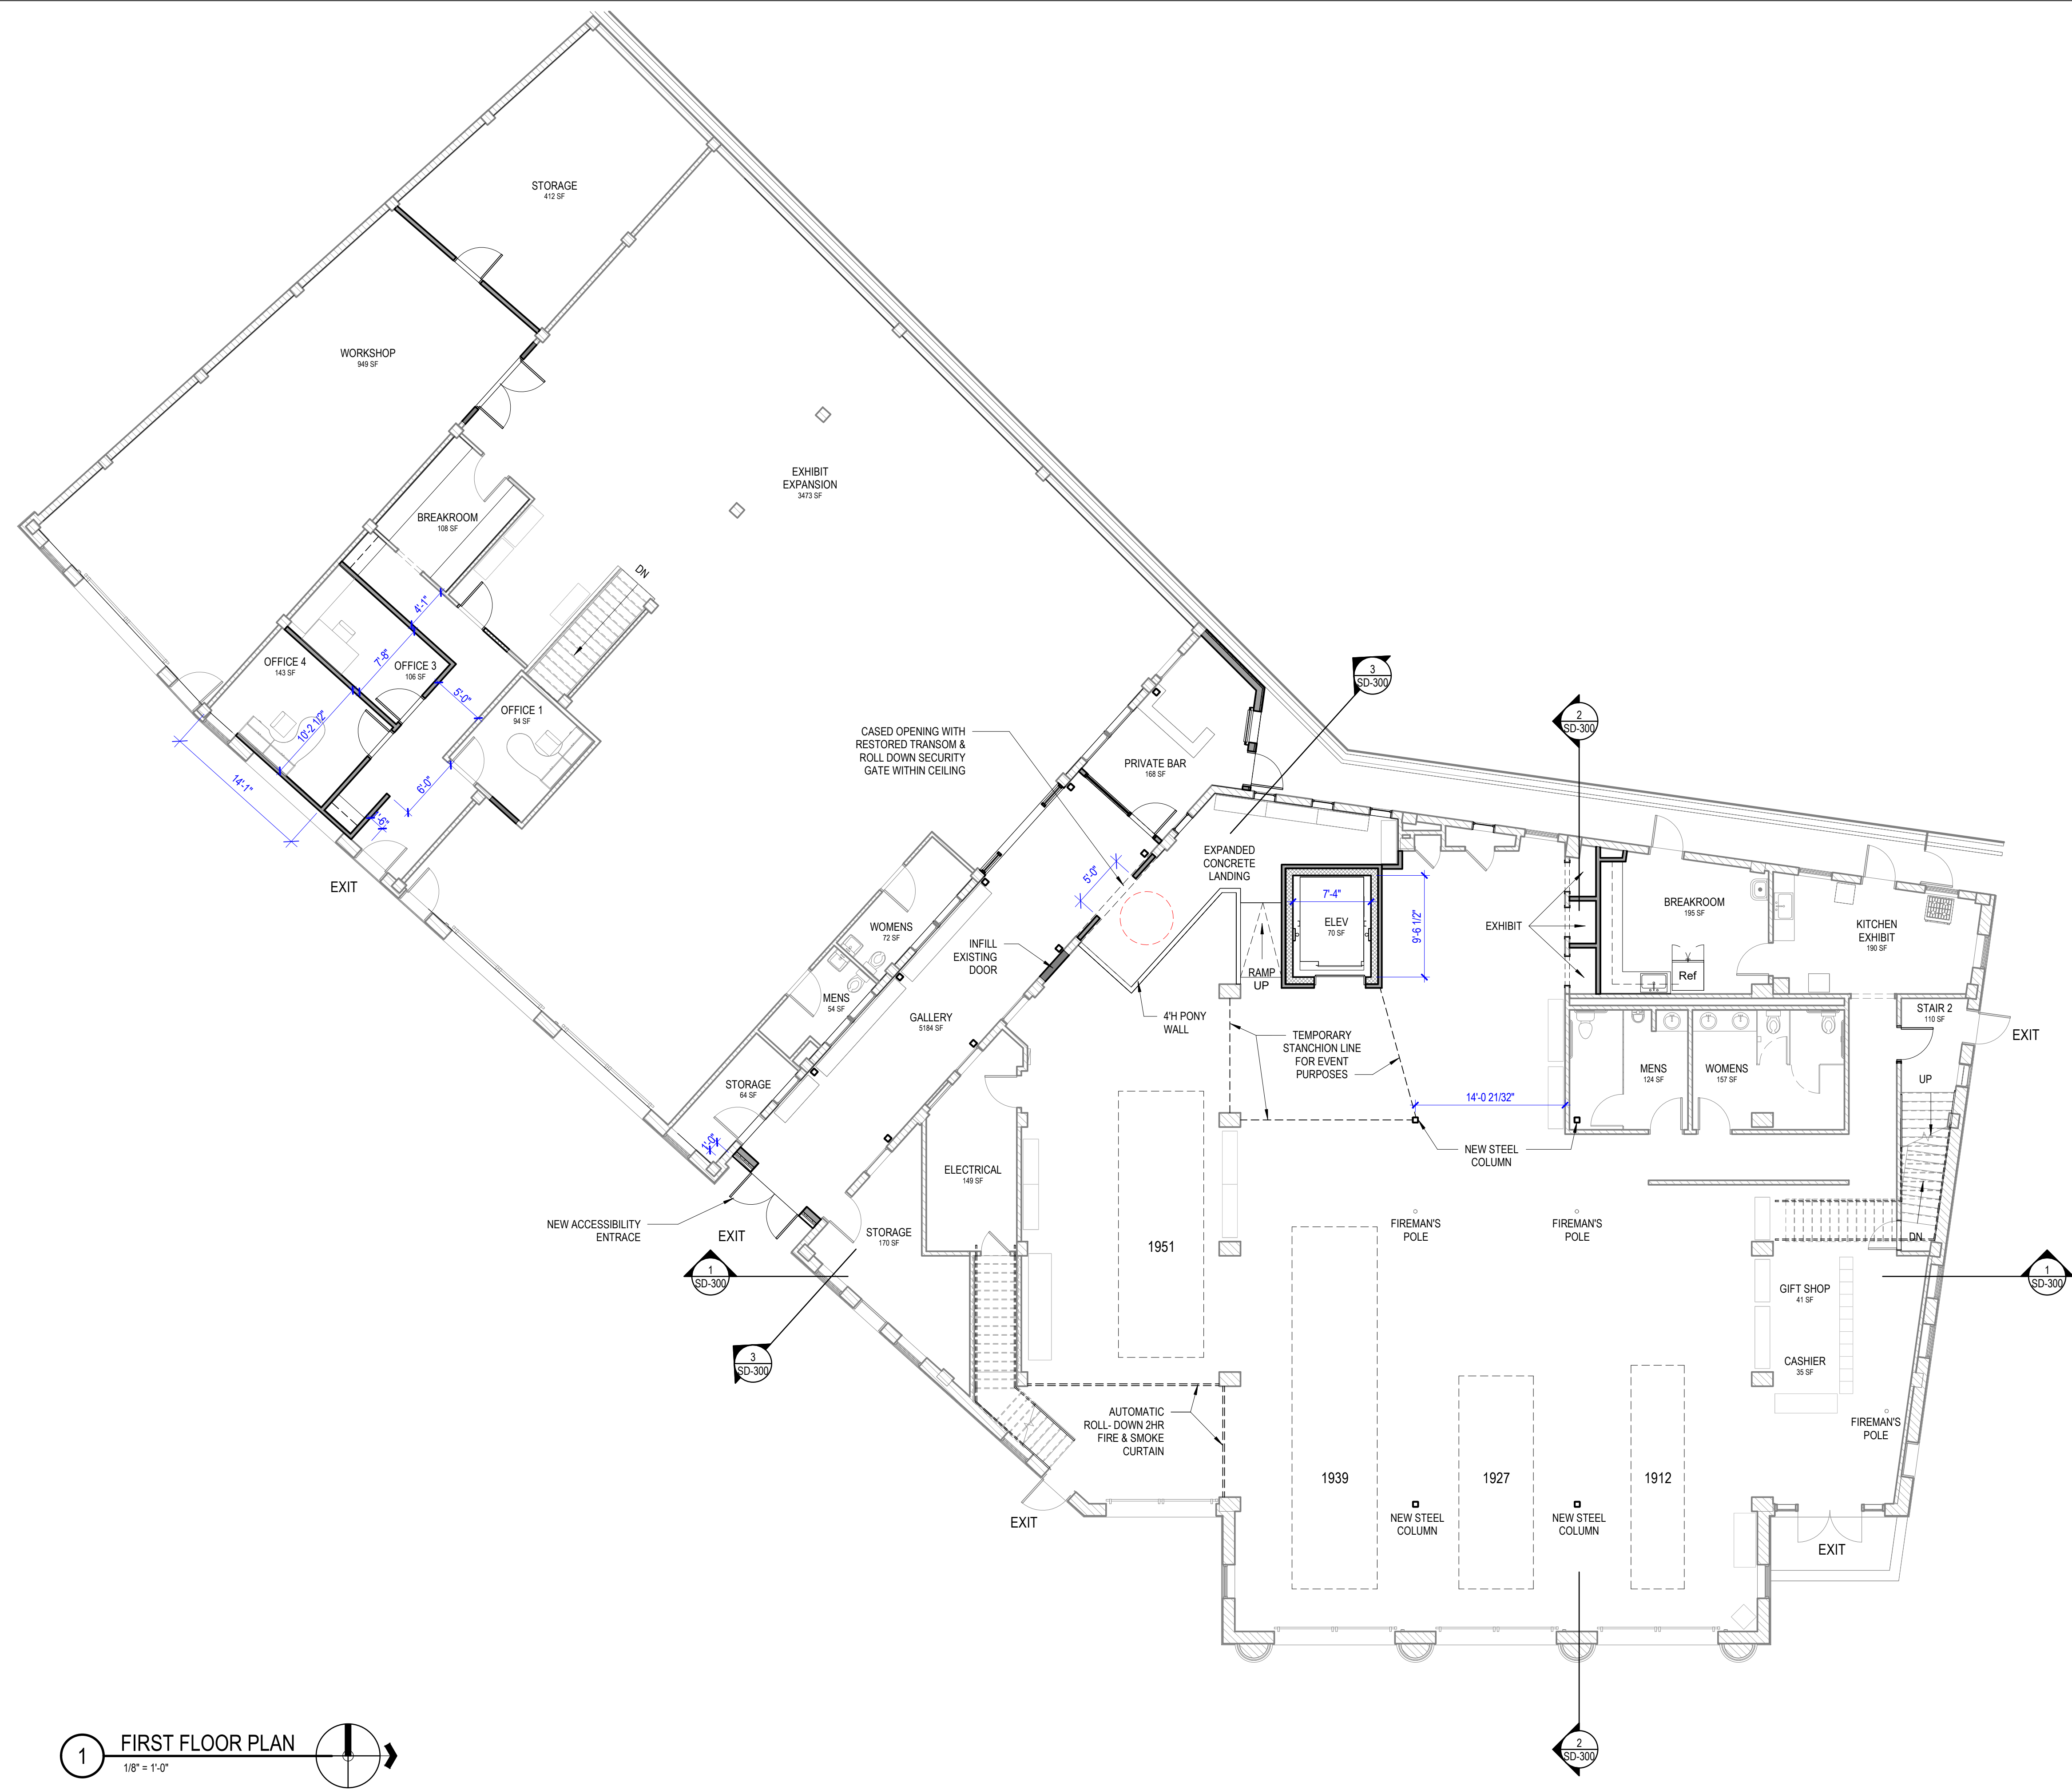 STORAGE
412 SF
WORKSHOP
949 SF
EXHIBIT
EXPANSION
3473 SF
BREAKROOM
108 SF
DN
4'-1"
7'-8"
OFFICE 4
143 SF
OFFICE 3
106 SF
5'-0"
OFFICE 1
94 SF
10'-2 1/2"
14'-1"
6'-0"
EXIT
CASED OPENING WITH
RESTORED TRANSOM &
ROLL DOWN SECURITY
GATE WITHIN CEILING
PRIVATE BAR
168 SF
3
SD-300
2
SD-300
EXPANDED
CONCRETE
LANDING
5'-0"
7'-4"
ELEV
70 SF
9'-6 1/2"
EXHIBIT
BREAKROOM
195 SF
KITCHEN
EXHIBIT
190 SF
Ref
WOMENS
72 SF
INFILL
EXISTING
DOOR
RAMP
UP
MENS
54 SF
GALLERY
5184 SF
4'H PONY
WALL
TEMPORARY
STANCHION LINE
FOR EVENT
PURPOSES
STAIR 2
110 SF
EXIT
MENS
124 SF
WOMENS
157 SF
UP
STORAGE
64 SF
14'-0 21/32"
1'-0"
NEW STEEL
COLUMN
ELECTRICAL
149 SF
NEW ACCESSIBILITY
ENTRACE
EXIT
STORAGE
170 SF
1951
FIREMAN'S
POLE
FIREMAN'S
POLE
DN
1
SD-300
1
SD-300
GIFT SHOP
41 SF
3
SD-300
CASHIER
35 SF
AUTOMATIC
ROLL- DOWN 2HR
FIRE & SMOKE
CURTAIN
FIREMAN'S
POLE
1939
1927
1912
EXIT
NEW STEEL
COLUMN
NEW STEEL
COLUMN
EXIT
2
SD-300
1
FIRST FLOOR PLAN
1/8" = 1'-0"